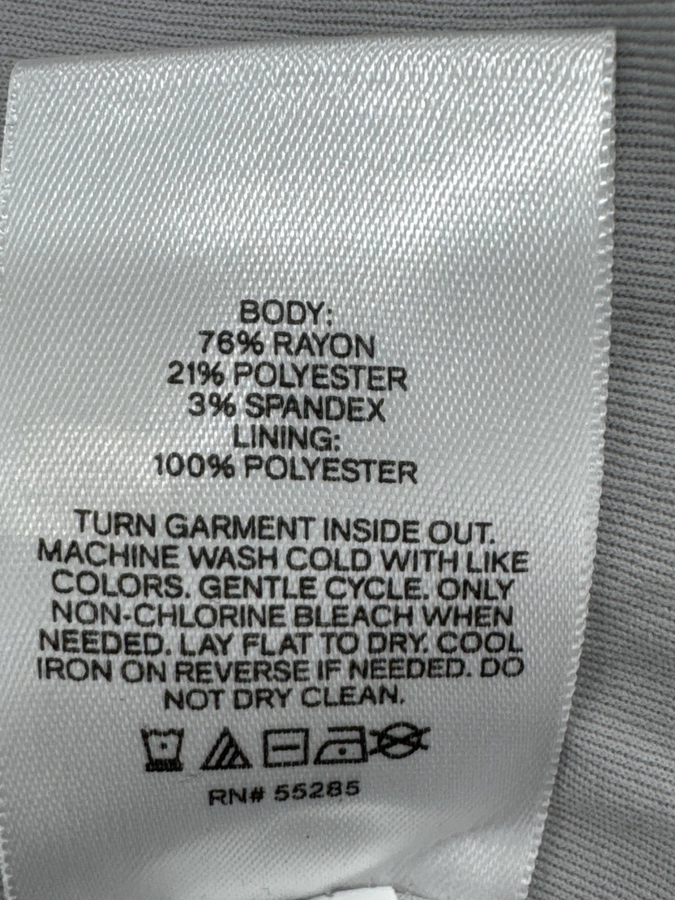 BODY:
76% RAYON
21% POLYESTER
3% SPANDEX
LINING:
100% POLYESTER
TURN GARMENT INSIDE OUT.
MACHINE WASH COLD WITH LIKE
COLORS. GENTLE CYCLE. ONLY
NON-CHLORINE BLEACH WHEN
NEEDED. LAY FLAT TO DRY. COOL
IRON ON REVERSE IF NEEDED. DO
NOT DRY CLEAN.
RN# 55285